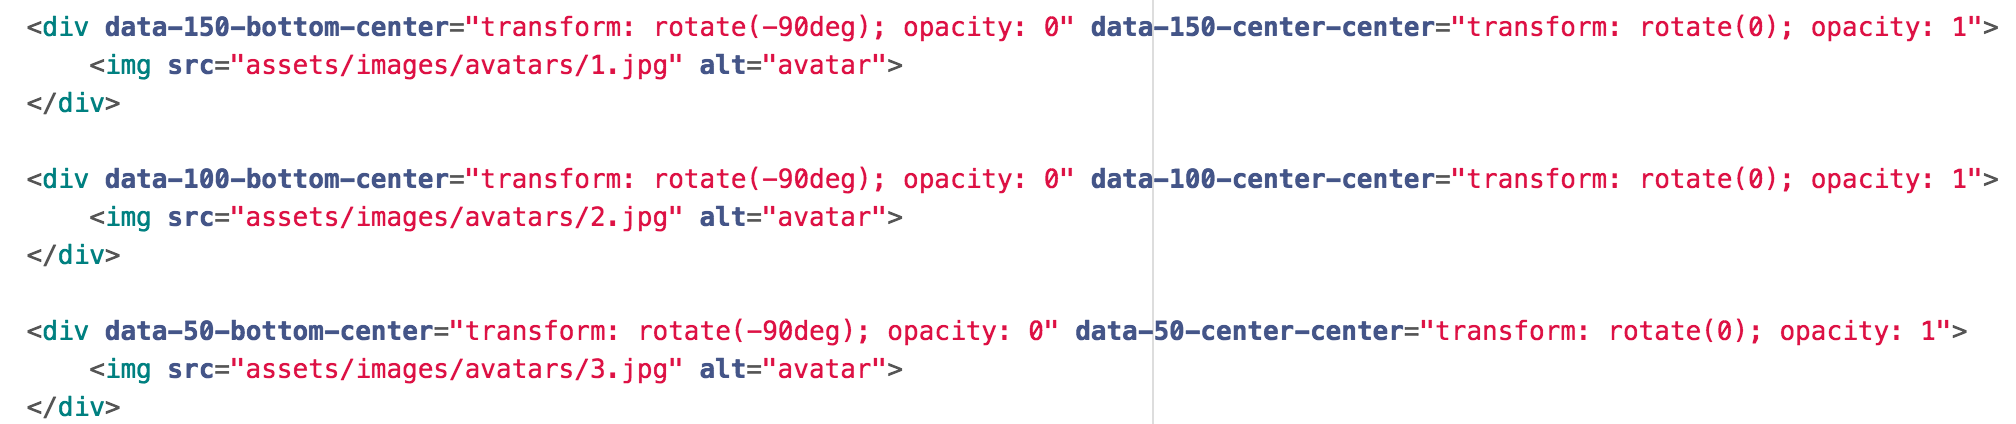 <div data-150-bottom-center="transform: rotate(-90deg); opacity: 0" data-150-center-center="transform: rotate(0); opacity: 1">
    <img src="assets/images/avatars/1.jpg" alt="avatar">
</div>

<div data-100-bottom-center="transform: rotate(-90deg); opacity: 0" data-100-center-center="transform: rotate(0); opacity: 1">
    <img src="assets/images/avatars/2.jpg" alt="avatar">
</div>

<div data-50-bottom-center="transform: rotate(-90deg); opacity: 0" data-50-center-center="transform: rotate(0); opacity: 1">
    <img src="assets/images/avatars/3.jpg" alt="avatar">
</div>